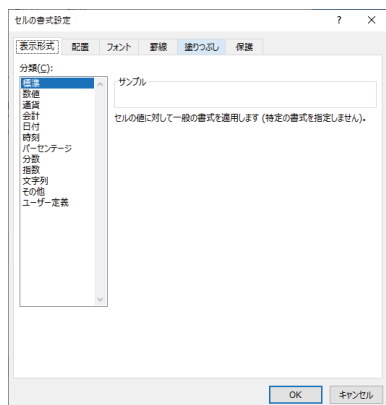 セルの書式設定
? ×
表示形式 配置 フォント 罫線 塗りつぶし 保護
分類(C):
標準
数値
通貨
会計
日付
時刻
パーセンテージ
分数
指数
文字列
その他
ユーザー定義
サンプル
セルの値に対して一般の書式を適用します (特定の書式を指定しません)。
OK キャンセル